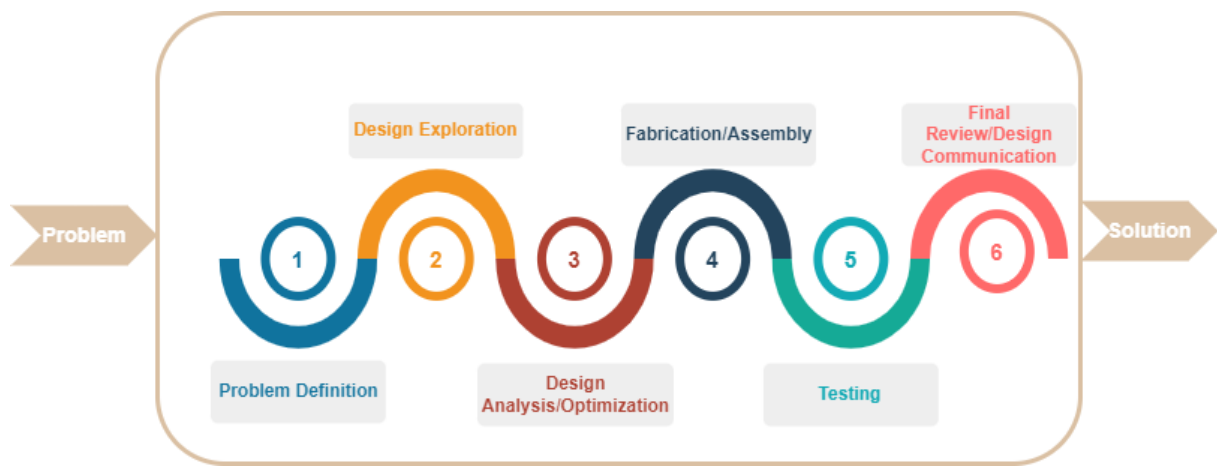 Problem
1
Problem Definition
2
Design Exploration
3
Design
Analysis/Optimization
4
Fabrication/Assembly
5
Testing
6
Final
Review/Design
Communication
Solution